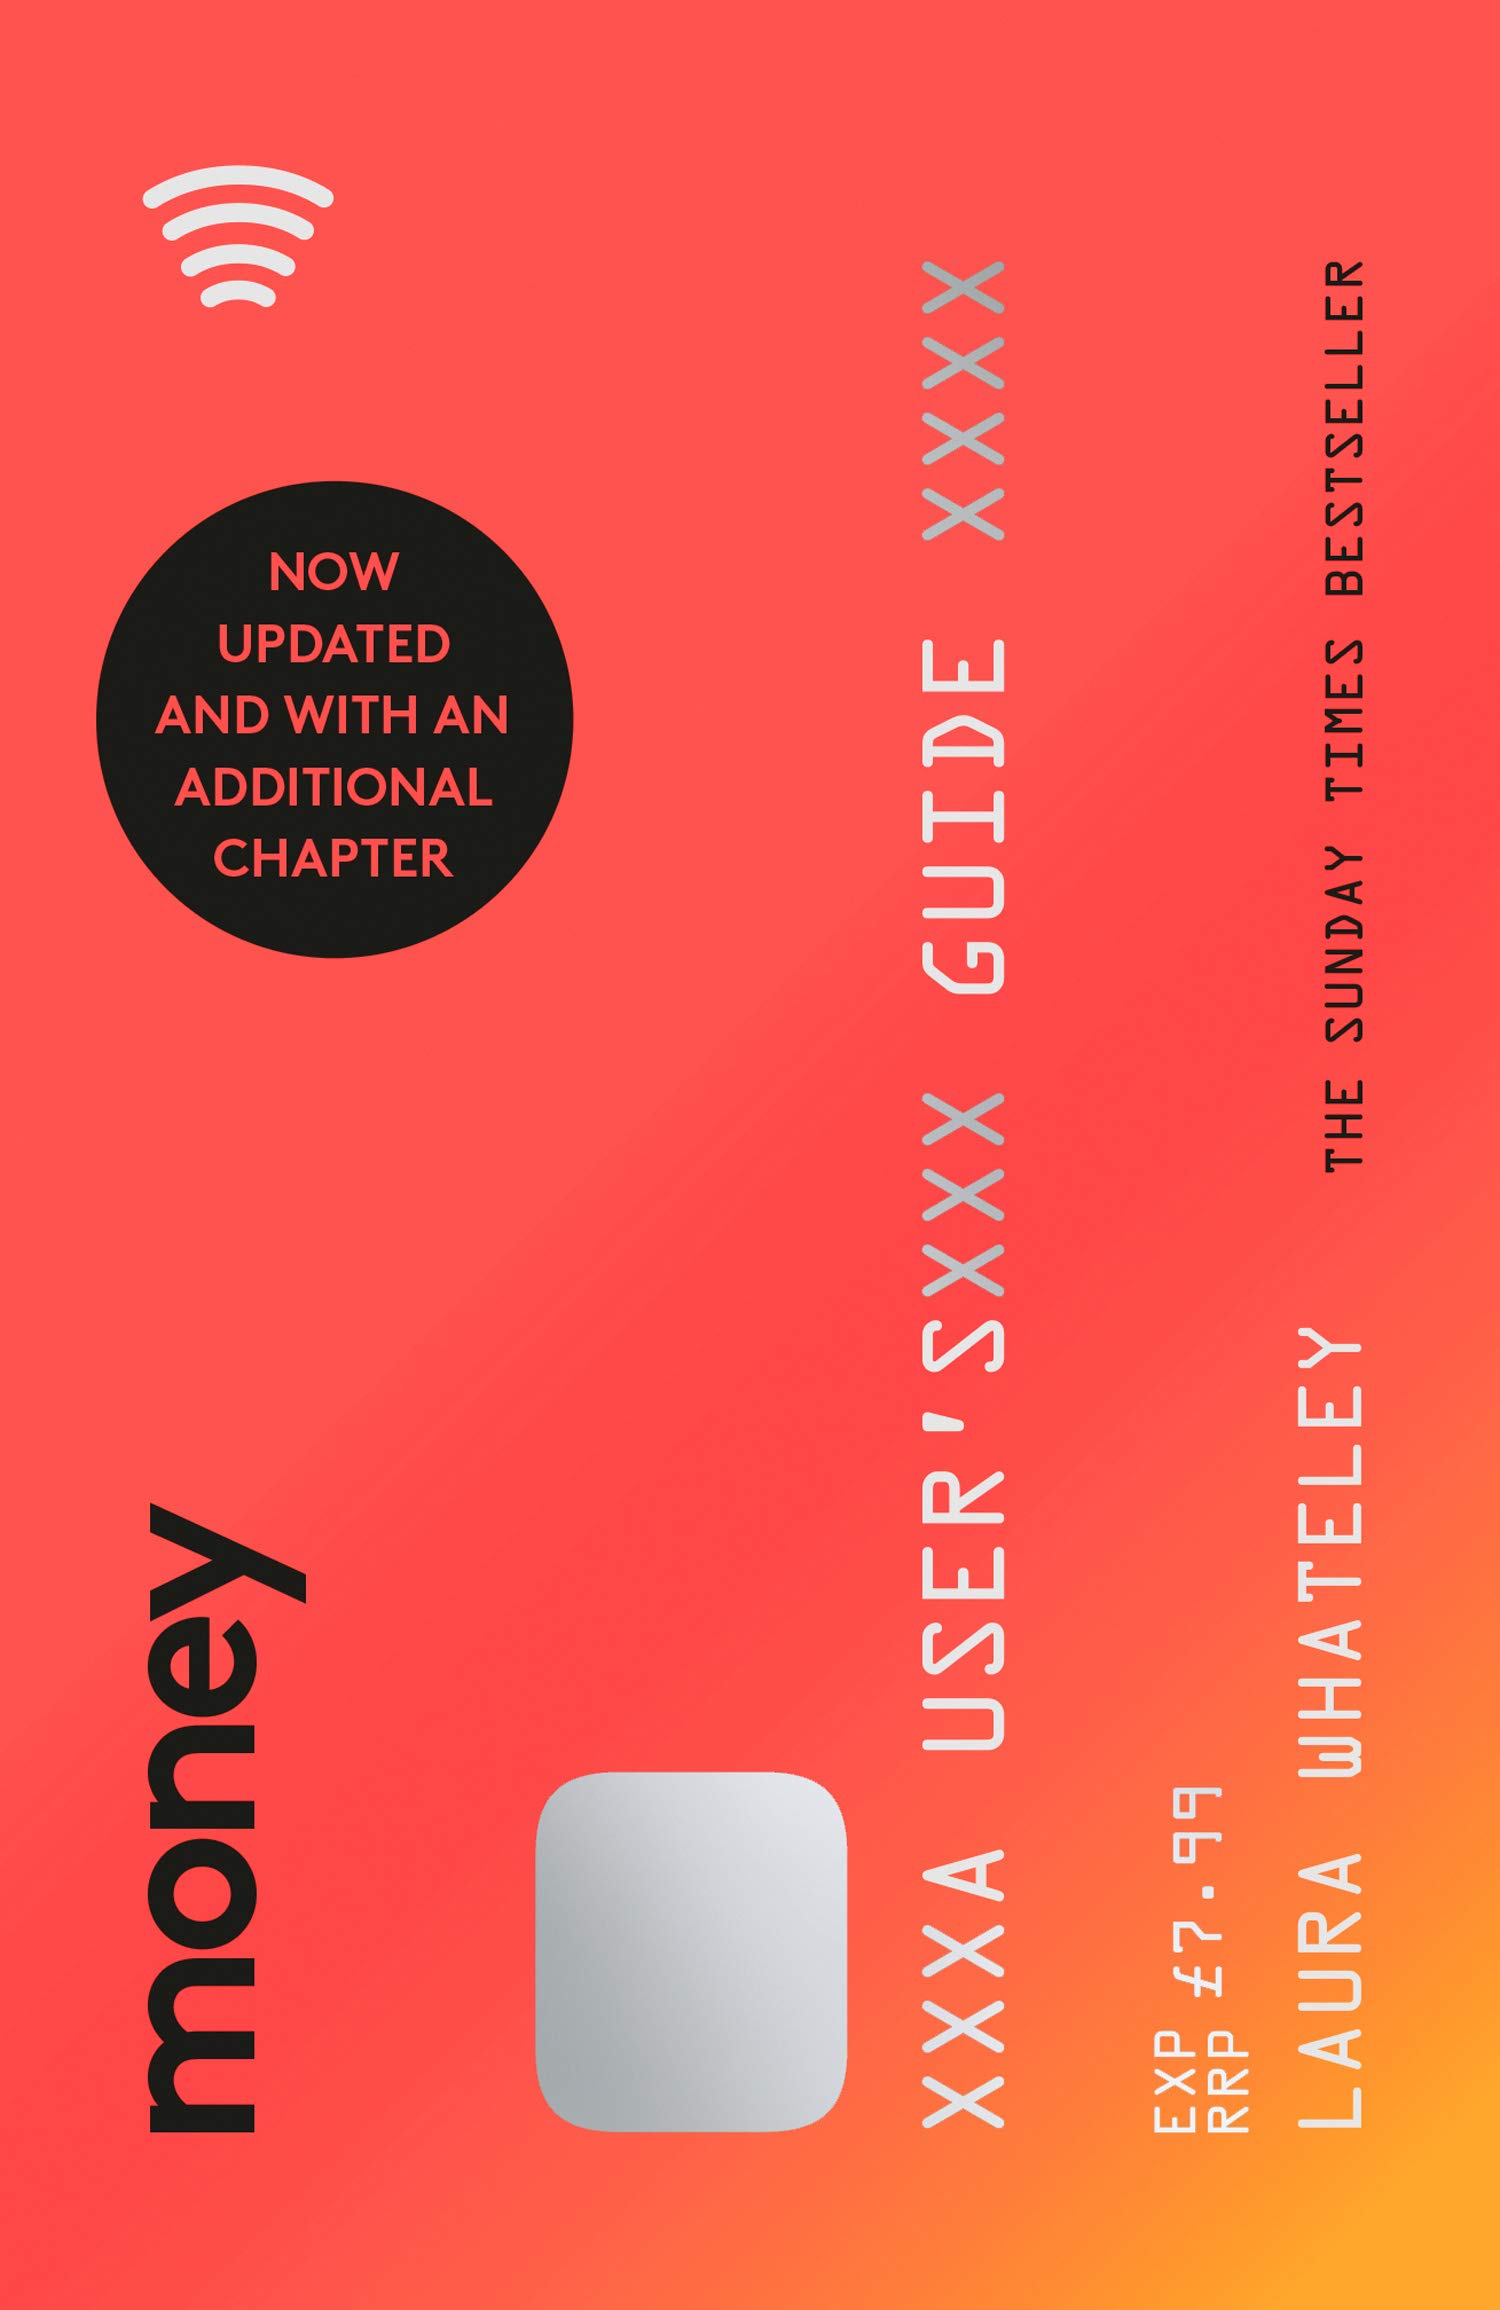 money
NOW
UPDATED
AND WITH AN
ADDITIONAL
CHAPTER
XXXA USER'SXXX GUIDE XXXX
EXP
RRP £7.99
LAURA WHATELEY
THE SUNDAY TIMES BESTSELLER